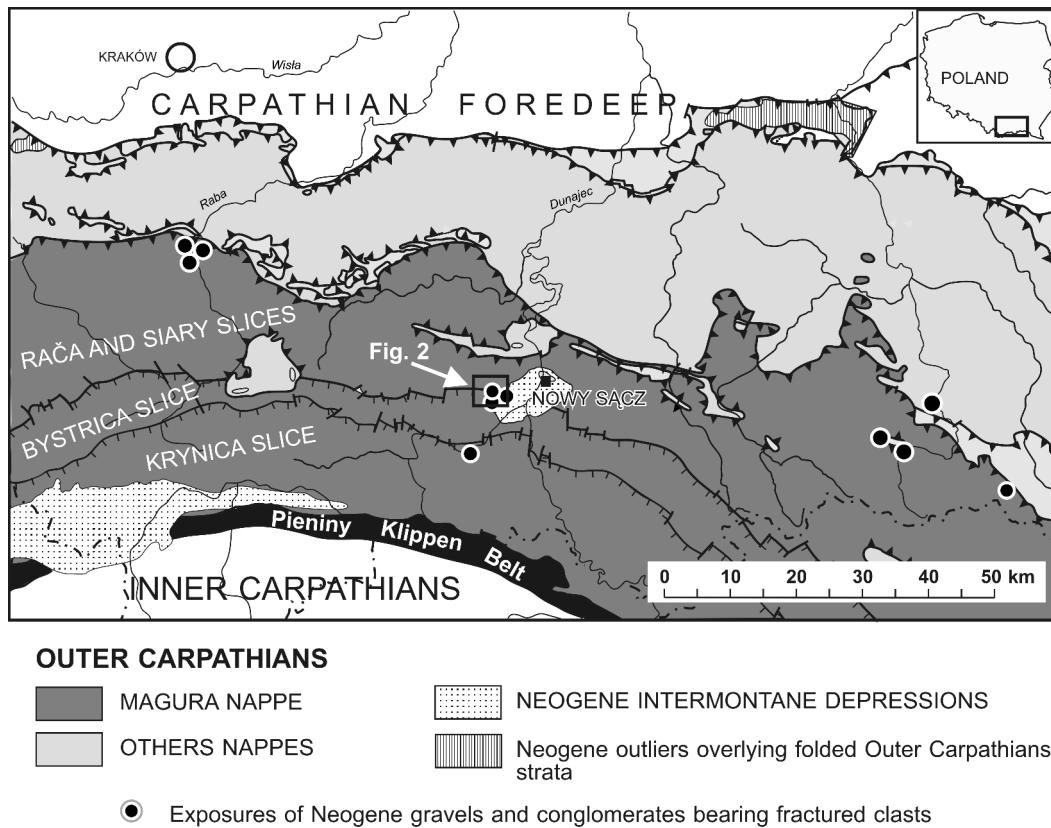 KRAKÓW
Wisła
POLAND
CARPATHIAN FOREDEEP
Raba
Dunajec
RAČA AND SIARY SLICES
Fig. 2
NOWY SĄCZ
BYSTRICA SLICE
KRYNICA SLICE
Pieniny Klippen Belt
INNER CARPATHIANS
0 10 20 30 40 50 km
OUTER CARPATHIANS
MAGURA NAPPE
OTHERS NAPPES
NEOGENE INTERMONTANE DEPRESSIONS
Neogene outliers overlying folded Outer Carpathians
strata
Exposures of Neogene gravels and conglomerates bearing fractured clasts